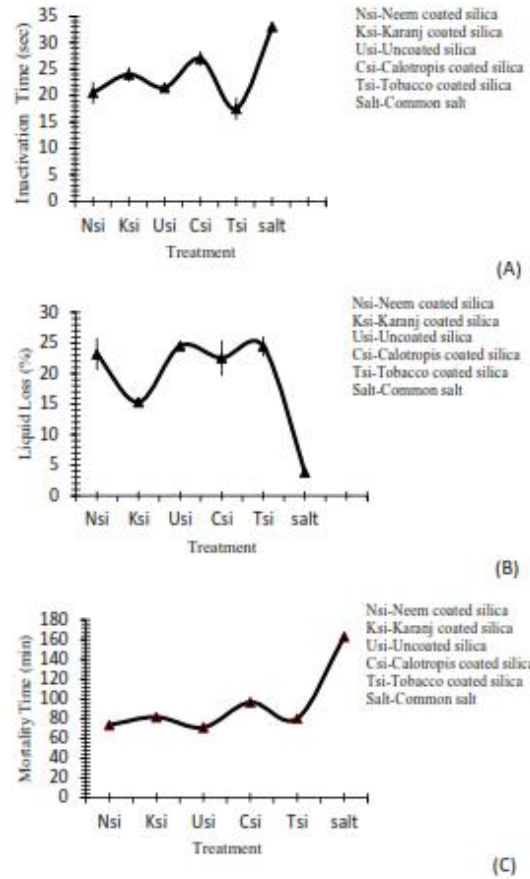 Inactivation Time (sec)
35
30
25
20
15
10
5
0
Nsi Ksi Usi Csi Tsi salt
Treatment
Nsi-Neem coated silica
Ksi-Karanj coated silica
Usi-Uncoated silica
Csi-Calotropis coated silica
Tsi-Tobacco coated silica
Salt-Common salt
(A)
Liquid Loss (%)
30
25
20
15
10
5
0
Nsi Ksi Usi Csi Tsi salt
Treatment
Nsi-Neem coated silica
Ksi-Karanj coated silica
Usi-Uncoated silica
Csi-Calotropis coated silica
Tsi-Tobacco coated silica
Salt-Common salt
(B)
Mortality Time (min)
180
160
140
120
100
80
60
40
20
0
Nsi Ksi Usi Csi Tsi salt
Treatment
Nsi-Neem coated silica
Ksi-Karanj coated silica
Usi-Uncoated silica
Csi-Calotropis coated silica
Tsi-Tobacco coated silica
Salt-Common salt
(C)